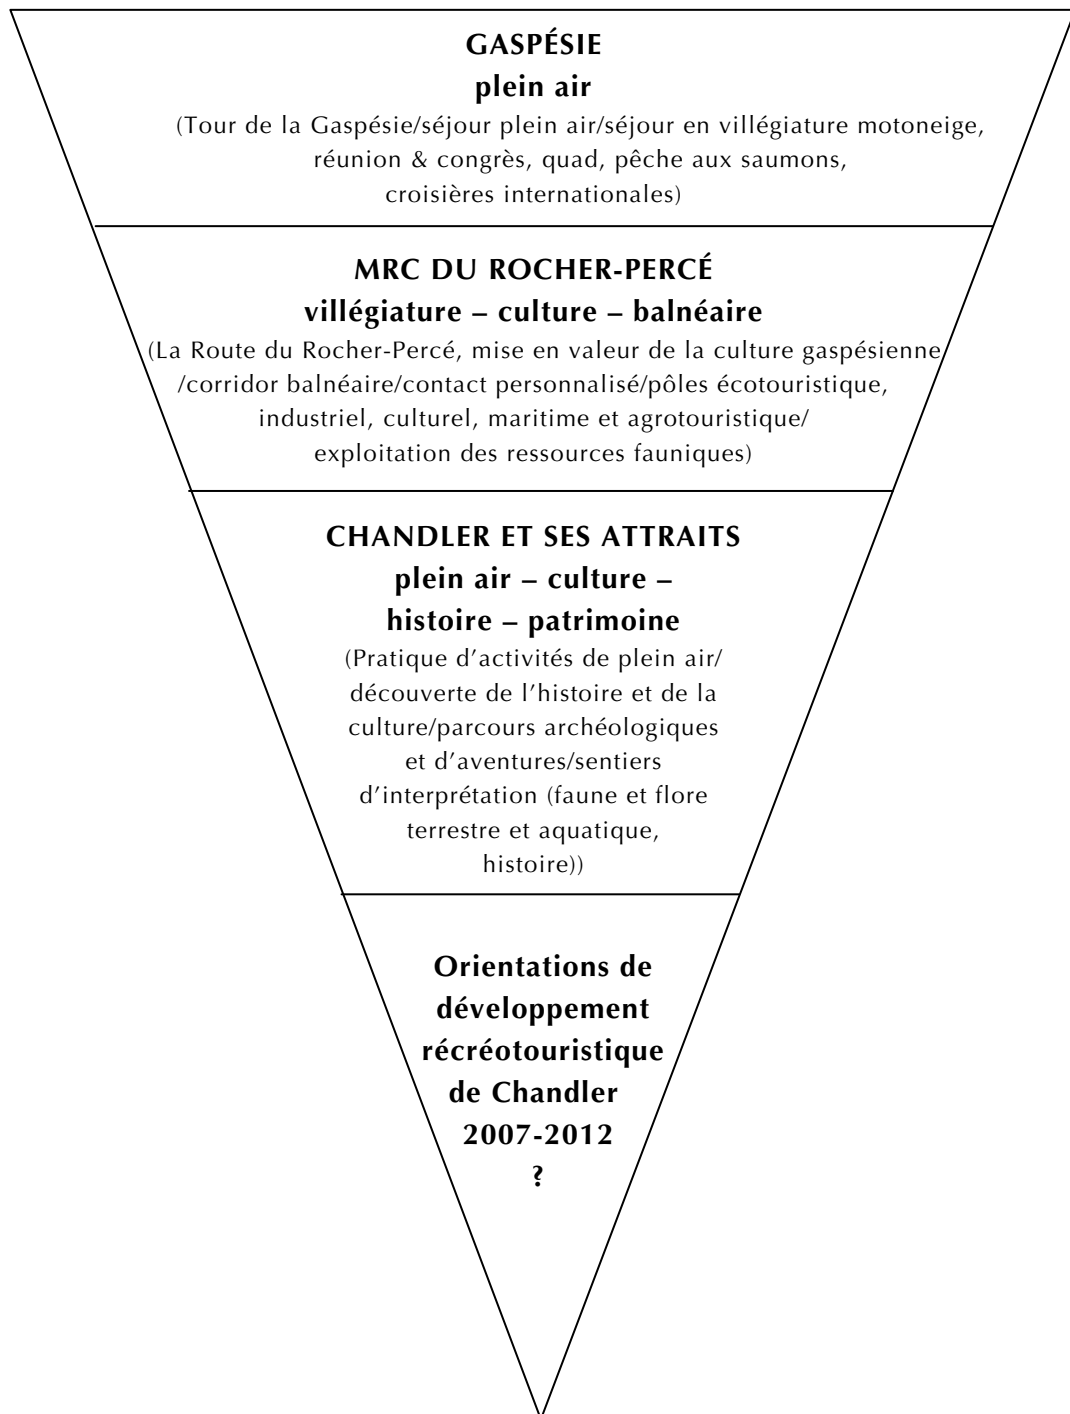 GASPÉSIE
plein air
(Tour de la Gaspésie/séjour plein air/séjour en villégiature motoneige,
réunion & congrès, quad, pêche aux saumons,
croisières internationales)
MRC DU ROCHER-PERCÉ
villégiature – culture – balnéaire
(La Route du Rocher-Percé, mise en valeur de la culture gaspésienne
/corridor balnéaire/contact personnalisé/pôles écotouristique,
industriel, culturel, maritime et agrotouristique/
exploitation des ressources fauniques)
CHANDLER ET SES ATTRAITS
plein air – culture –
histoire – patrimoine
(Pratique d’activités de plein air/
découverte de l’histoire et de la
culture/parcours archéologiques
et d’aventures/sentiers
d’interprétation (faune et flore
terrestre et aquatique,
histoire))
Orientations de
développement
récréotouristique
de Chandler
2007-2012
?